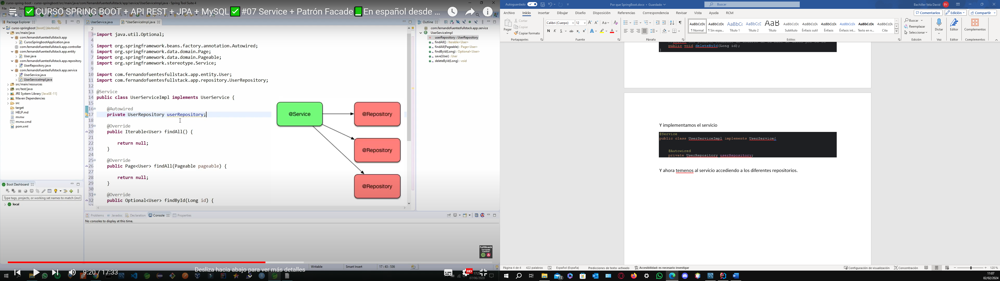 curso-spring-boot - curso-springboot/src/main/java/com/fernandofuentesfullstack/app/service/UserServiceImpl.java - Spring Tool Suite 4
CURSO SPRING BOOT + API REST + JPA + MySQL #07 Service + Patrón Facade En español desde ...
Package Explorer
curso-springboot [boot] [devtools]
src/main/java
com.fernandofuentesfullstack.app
CursoSpringbootApplication.java
com.fernandofuentesfullstack.app.controller
com.fernandofuentesfullstack.app.entity
User.java
com.fernandofuentesfullstack.app.repository
UserRepository.java
com.fernandofuentesfullstack.app.service
UserService.java
UserServiceImpl.java
src/main/resources
src/test/java
JRE System Library [JavaSE-11]
Maven Dependencies
src
target
HELP.md
mvnw
mvnw.cmd
pom.xml
Boot Dashboard
Type tags, projects, or working set names to match (incl
local
UserService.java
*UserServiceImpl.java
2
3 import java.util.Optional;
4
5 import org.springframework.beans.factory.annotation.Autowired;
6 import org.springframework.data.domain.Page;
7 import org.springframework.data.domain.Pageable;
8 import org.springframework.stereotype.Service;
9
10 import com.fernandofuentesfullstack.app.entity.User;
11 import com.fernandofuentesfullstack.app.repository.UserRepository;
12
13 @Service
14 public class UserServiceImpl implements UserService {
15
16 @Autowired
17 private UserRepository userRepository;
18
19 @Override
20 public Iterable<User> findAll() {
21
22 return null;
23 }
24
25 @Override
26 public Page<User> findAll(Pageable pageable) {
27
28 return null;
29 }
30
31 @Override
32 public Optional<User> findById(Long id) {
@Service
@Repository
@Repository
@Repository
Outline
com.fernandofuentesfullstack.app.service
UserServiceImpl
userRepository : UserRepository
findAll() : Iterable<User>
findAll(Pageable) : Page<User>
findById(Long) : Optional<User>
save(User) : User
deleteById(Long) : void
Problems
Javadoc
Declaration
Console
Properties
No consoles to display at this time.
FullStack
Fernando
Fuentes
Writable
Smart Insert
17 : 43 : 536
9:20 / 17:33
Desliza hacia abajo para ver más detalles
HD
07/06/2020
Autoguardado
Por que SpringBoot.docx • Guardado
Buscar
Bachiller Vela David
BV
Archivo
Inicio
Insertar
Dibujar
Diseño
Disposición
Referencias
Correspondencia
Revisar
Vista
Ayuda
RCM
Comentarios
Edición
Compartir
Pegar
Cortar
Copiar
Copiar formato
Portapapeles
Calibri (Cuerpo)
12
N K S
Fuente
Párrafo
AaBbCcDc
¶ Normal
AaBbCcDc
¶ Sin espa...
AaBbCc
Título 1
AaBbCcE
Título 2
AaB
Título
AaBbCcDc
Subtítulo
AaBbCcDc
Énfasis sutil
AaBbCcDc
Énfasis
AaBbCcDc
Énfasis int...
AaBbCcDc
Texto en n...
AaBbCcDc
Cita
Estilos
Buscar
Reemplazar
Seleccionar
Edición
Dictar
Voz
Editor
Editor
Complementos
Complementos
public void deleteById(Long id);
}
Y implementamos el servicio
@Service
public class UserServiceImpl implements UserService{
@Autowired
private UserRepository userRepository;
Y ahora temenos al servicio accediendo a los diferentes repositorios.
Página 4 de 4
422 palabras
Español (España)
Predicciones de texto: activado
Accesibilidad: es necesario investigar
Configuración de visualización
Concentración
120 %
72
11:07
02/02/2024